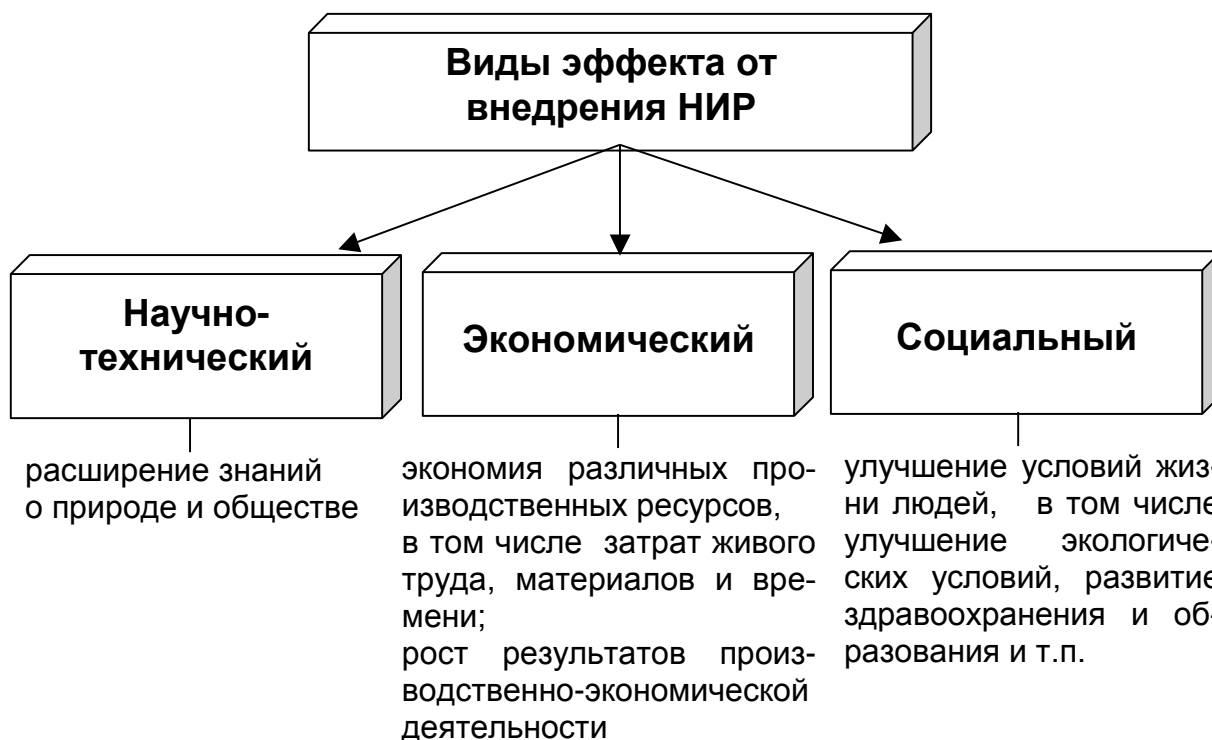 Виды эффекта от
внедрения НИР
Научно-
технический
Экономический
Социальный
расширение знаний
о природе и обществе
экономия различных про-
изводственных ресурсов,
в том числе затрат живого
труда, материалов и вре-
мени;
рост результатов произ-
водственно-экономической
деятельности
улучшение условий жиз-
ни людей, в том числе
улучшение экологиче-
ских условий, развитие
здравоохранения и об-
разования и т.п.